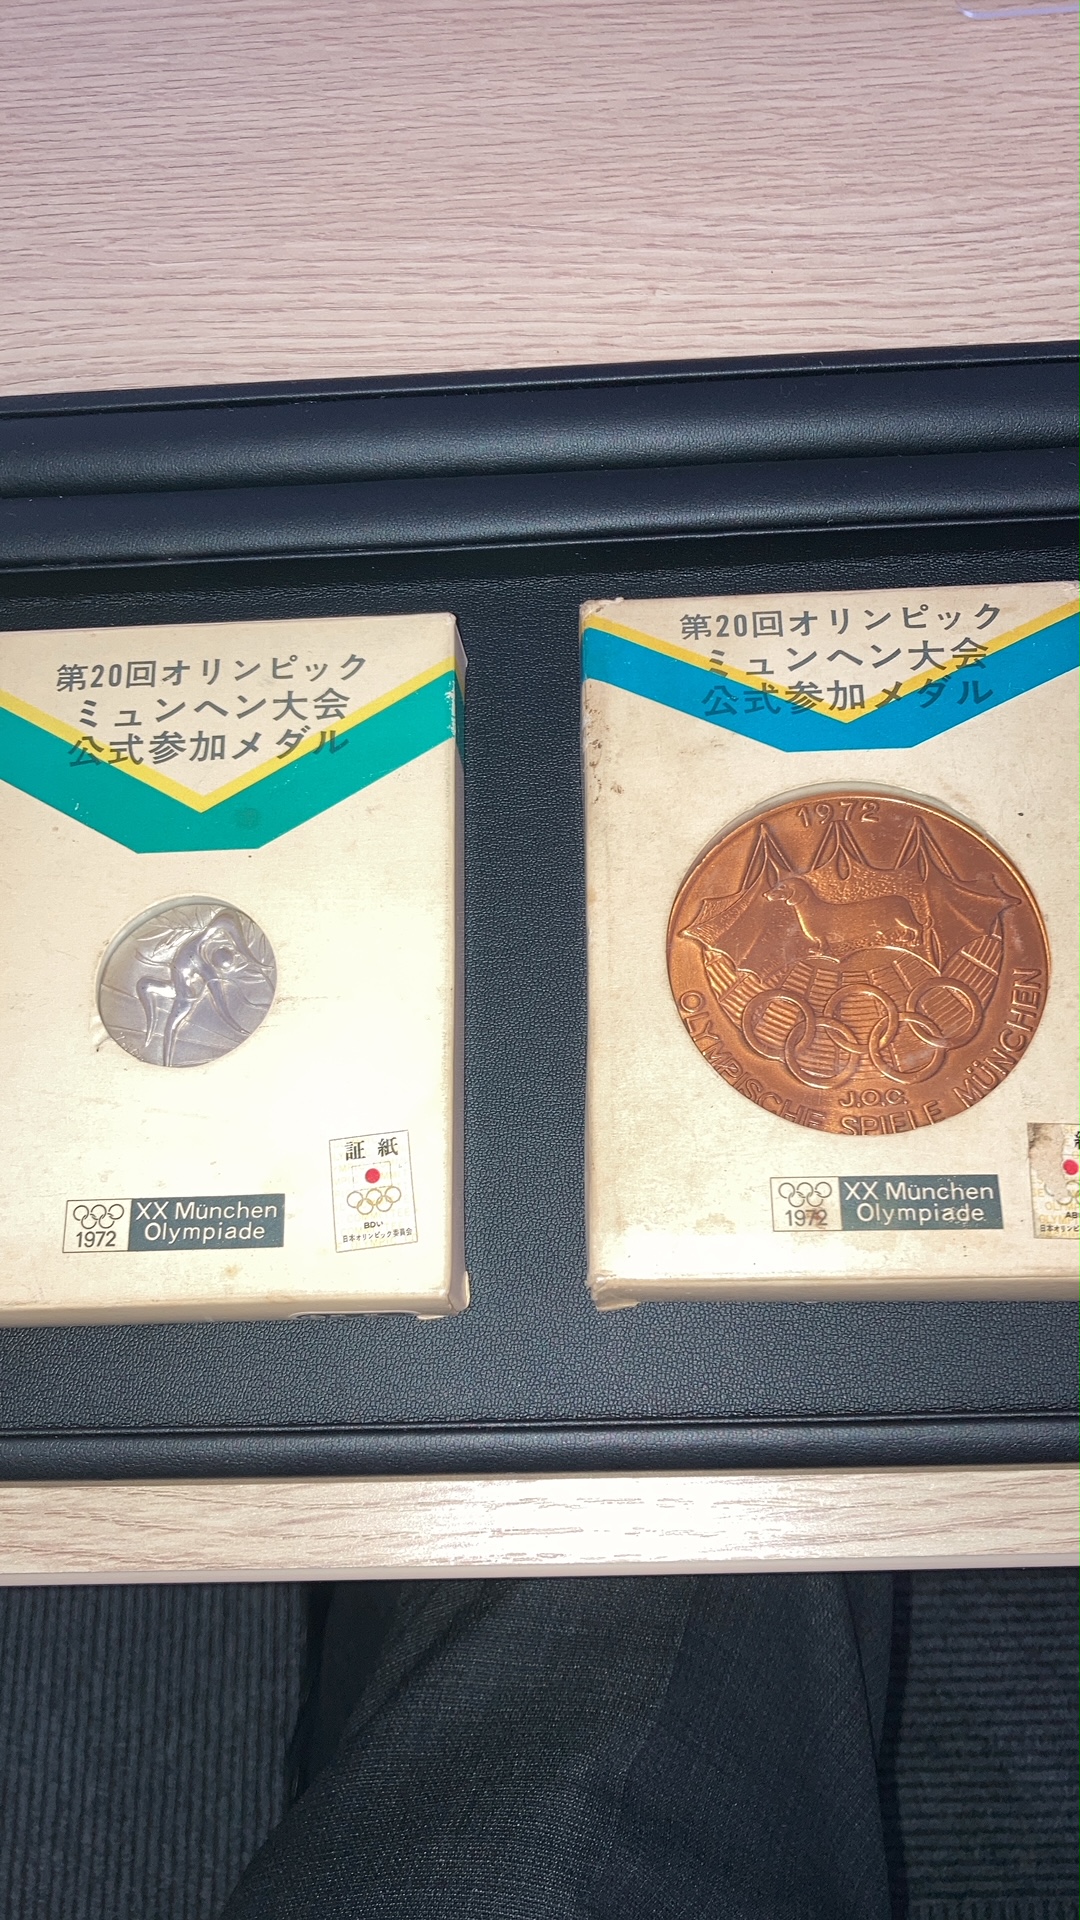 第20回オリンピック
ミュンヘン大会
公式参加メダル
証紙
BDい
日本オリンピック委員会
1972
XX München
Olympiade
第20回オリンピック
ミュンヘン大会
公式参加メダル
1972
OLYMPISCHE SPIELE MÜNCHEN
J.O.C.
1972
XX München
Olympiade